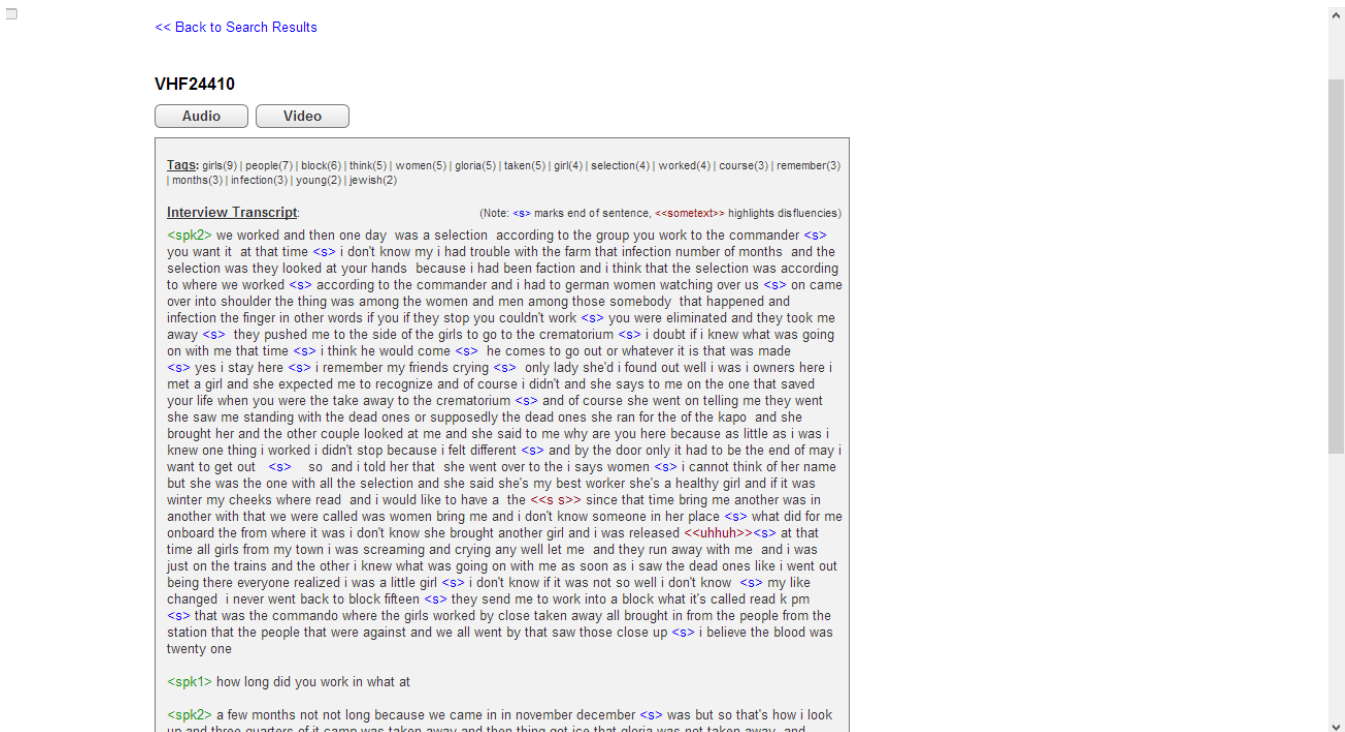 << Back to Search Results
VHF24410
Audio Video
Tags: girls(9) | people(7) | block(6) | think(5) | women(5) | gloria(5) | taken(5) | girl(4) | selection(4) | worked(4) | course(3) | remember(3)
| months(3) | infection(3) | young(2) | jewish(2)
Interview Transcript: (Note: <s> marks end of sentence, <<sometext>> highlights disfluencies)
<spk2> we worked and then one day was a selection according to the group you work to the commander <s>
you want it at that time <s> i don't know my i had trouble with the farm that infection number of months and the
selection was they looked at your hands because i had been faction and i think that the selection was according
to where we worked <s> according to the commander and i had to german women watching over us <s> on came
over into shoulder the thing was among the women and men among those somebody that happened and
infection the finger in other words if you if they stop you couldn't work <s> you were eliminated and they took me
away <s> they pushed me to the side of the girls to go to the crematorium <s> i doubt if i knew what was going
on with me that time <s> i think he would come <s> he comes to go out or whatever it is that was made
<s> yes i stay here <s> i remember my friends crying <s> only lady she'd i found out well i was i owners here i
met a girl and she expected me to recognize and of course i didn't and she says to me on the one that saved
your life when you were the take away to the crematorium <s> and of course she went on telling me they went
she saw me standing with the dead ones or supposedly the dead ones she ran for the of the kapo and she
brought her and the other couple looked at me and she said to me why are you here because as little as i was i
knew one thing i worked i didn't stop because i felt different <s> and by the door only it had to be the end of may i
want to get out <s> so and i told her that she went over to the i says women <s> i cannot think of her name
but she was the one with all the selection and she said she's my best worker she's a healthy girl and if it was
winter my cheeks where read and i would like to have a the <<s s>> since that time bring me another was in
another with that we were called was women bring me and i don't know someone in her place <s> what did for me
onboard the from where it was i don't know she brought another girl and i was released <<uhhuh>><s> at that
time all girls from my town i was screaming and crying any well let me and they run away with me and i was
just on the trains and the other i knew what was going on with me as soon as i saw the dead ones like i went out
being there everyone realized i was a little girl <s> i don't know if it was not so well i don't know <s> my like
changed i never went back to block fifteen <s> they send me to work into a block what it's called read k pm
<s> that was the commando where the girls worked by close taken away all brought in from the people from the
station that the people that were against and we all went by that saw those close up <s> i believe the blood was
twenty one
<spk1> how long did you work in what at
<spk2> a few months not not long because we came in in november december <s> was but so that's how i look
up and three quarters of it camp was taken away and then thing got ice that gloria was not taken away and